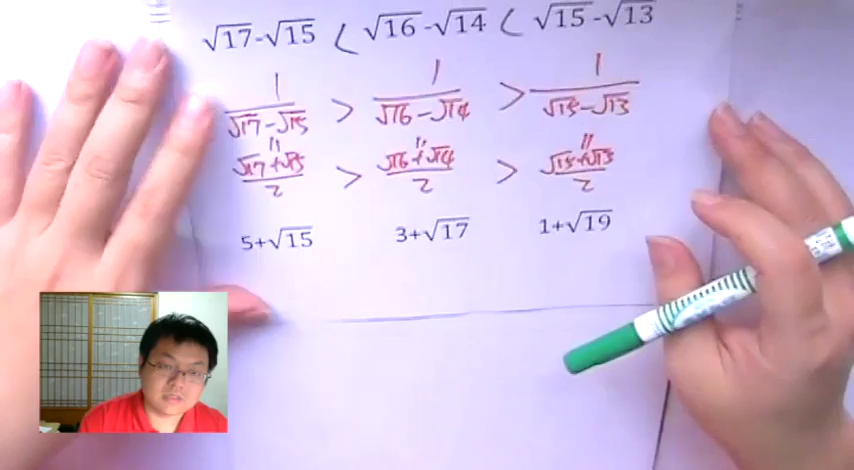 √17-√15 < √16-√14 < √15-√13
1/(√17-√15) > 1/(√16-√14) > 1/(√15-√13)
= = =
(√17+√15)/2 > (√16+√14)/2 > (√15+√13)/2
5+√15 3+√17 1+√19